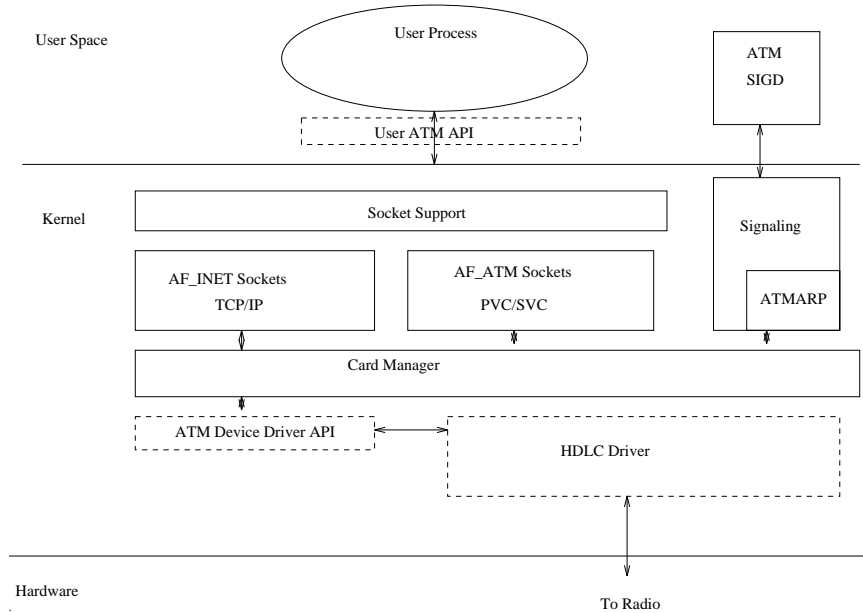 User Space
User Process
ATM
SIGD
User ATM API
Kernel
Socket Support
Signaling
AF_INET Sockets
TCP/IP
AF_ATM Sockets
PVC/SVC
ATMARP
Card Manager
ATM Device Driver API
HDLC Driver
Hardware
To Radio